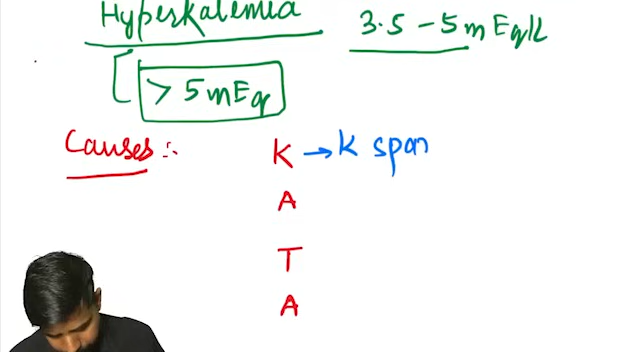 Hyperkalemia 3.5 - 5 mEq/L
> 5 mEq
Causes :- K → K span
A
T
A